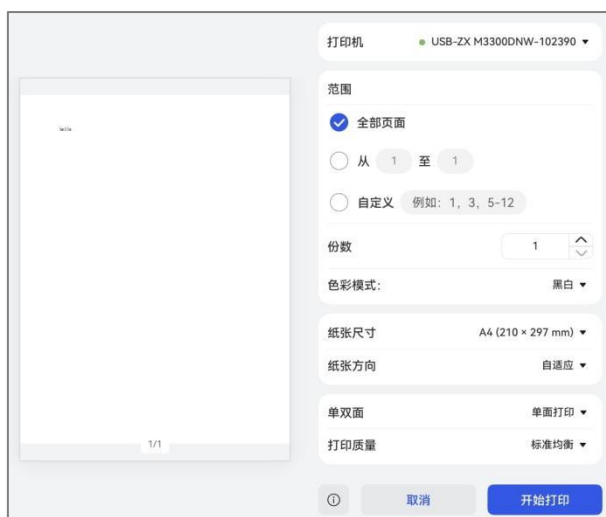 打印机 USB-ZX M3300DNW-102390
范围
全部页面
从 1 至 1
自定义 例如：1，3，5-12
份数 1
色彩模式： 黑白
纸张尺寸 A4 (210 × 297 mm)
纸张方向 自适应
单双面 单面打印
打印质量 标准均衡
1/1
取消 开始打印